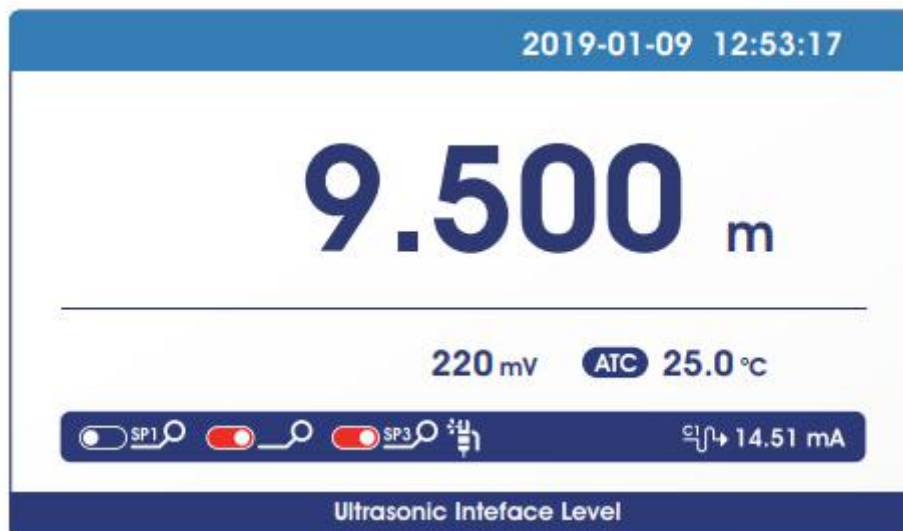 2019-01-09 12:53:17
9.500 m
220 mV ATC 25.0 °C
SP1 SP3 C1 14.51 mA
Ultrasonic Inteface Level